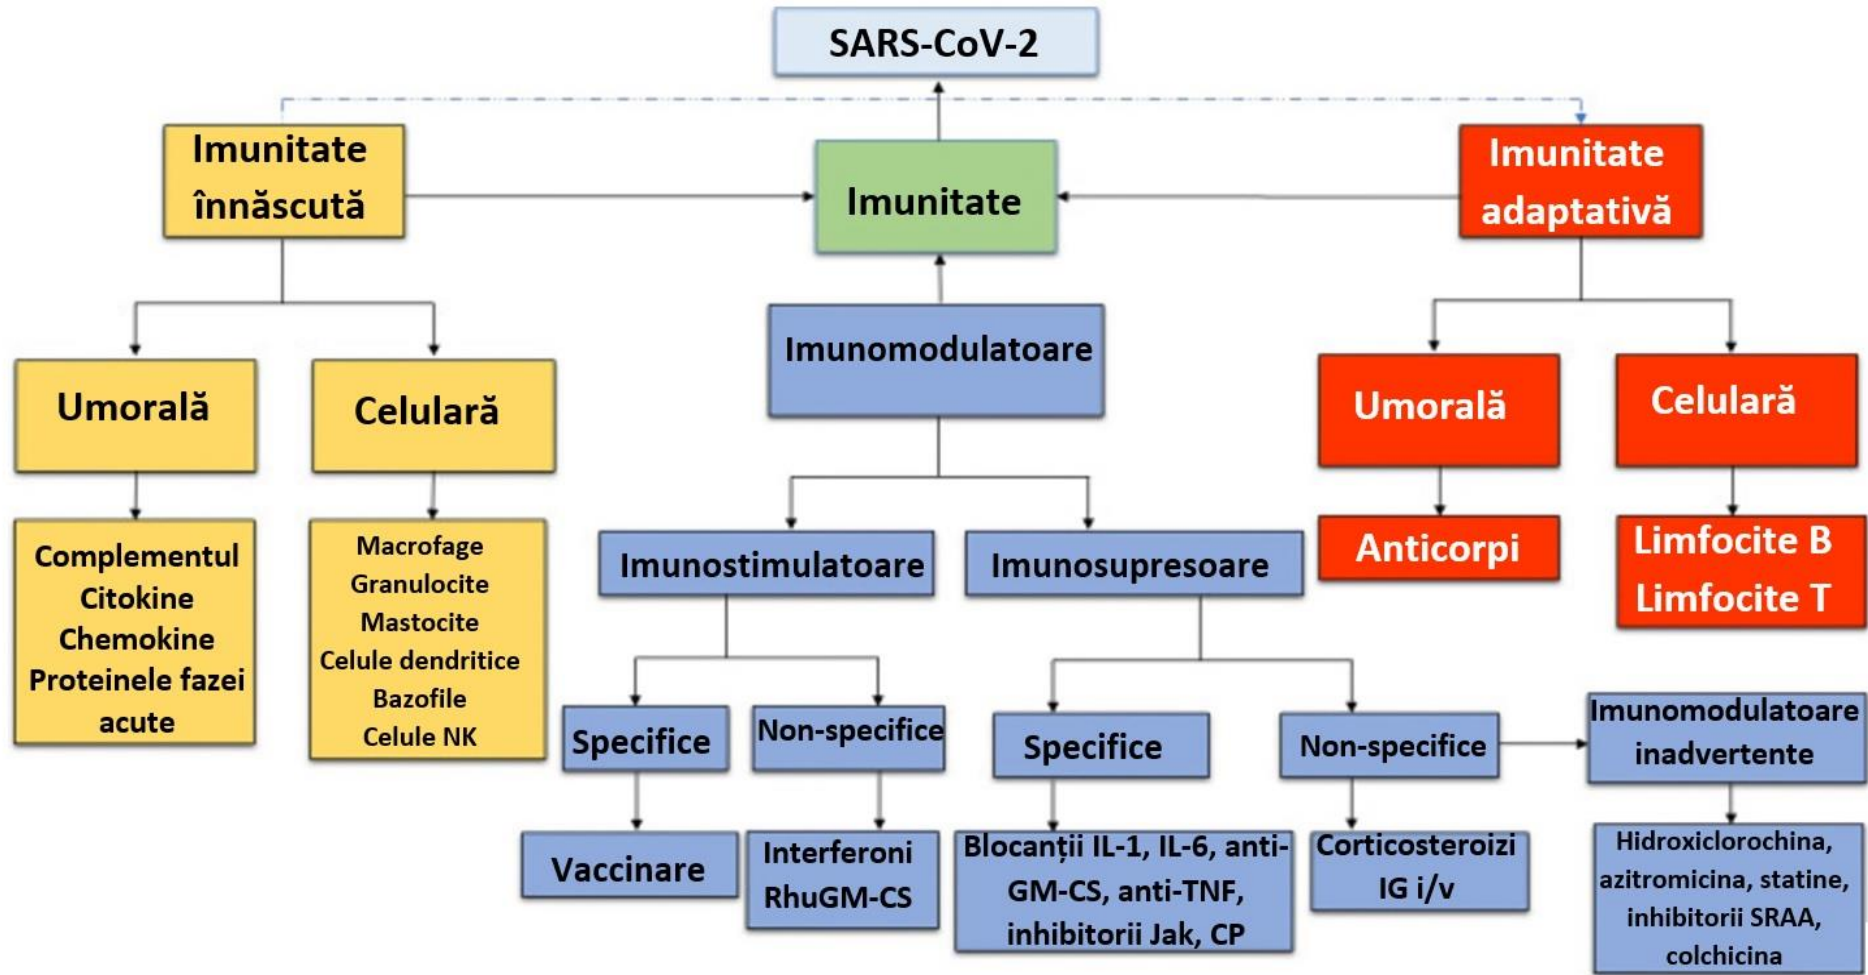 SARS-CoV-2
Imunitate
înnăscută
Imunitate
Imunitate
adaptativă
Imunomodulatoare
Umorală
Celulară
Umorală
Celulară
Complementul
Citokine
Chemokine
Proteinele fazei
acute
Macrofage
Granulocite
Mastocite
Celule dendritice
Bazofile
Celule NK
Imunostimulatoare
Imunosupresoare
Anticorpi
Limfocite B
Limfocite T
Specifice
Non-specifice
Specifice
Non-specifice
Imunomodulatoare
inadvertente
Vaccinare
Interferoni
RhuGM-CS
Blocanții IL-1, IL-6, anti-
GM-CS, anti-TNF,
inhibitorii Jak, CP
Corticosteroizi
IG i/v
Hidroxiclorochina,
azitromicina, statine,
inhibitorii SRAA,
colchicina